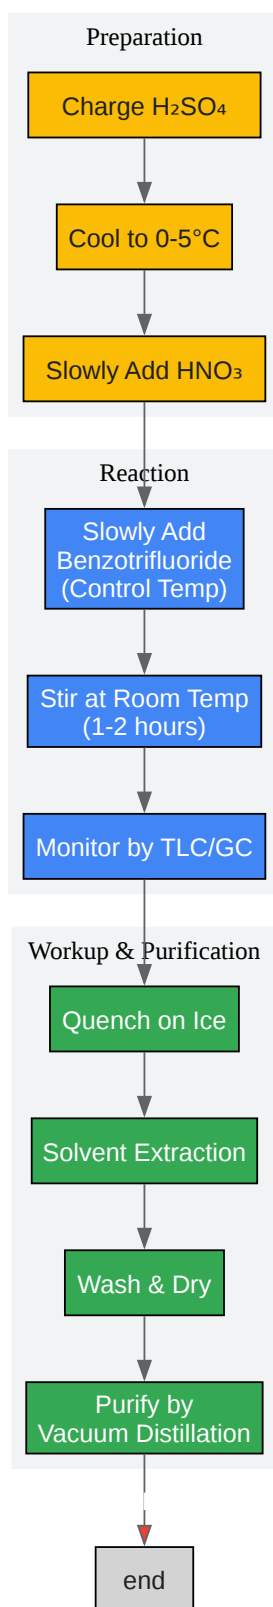 Preparation
Charge H₂SO₄
Cool to 0-5°C
Slowly Add HNO₃
Reaction
Slowly Add
Benzotrifluoride
(Control Temp)
Stir at Room Temp
(1-2 hours)
Monitor by TLC/GC
Workup & Purification
Quench on Ice
Solvent Extraction
Wash & Dry
Purify by
Vacuum Distillation
end